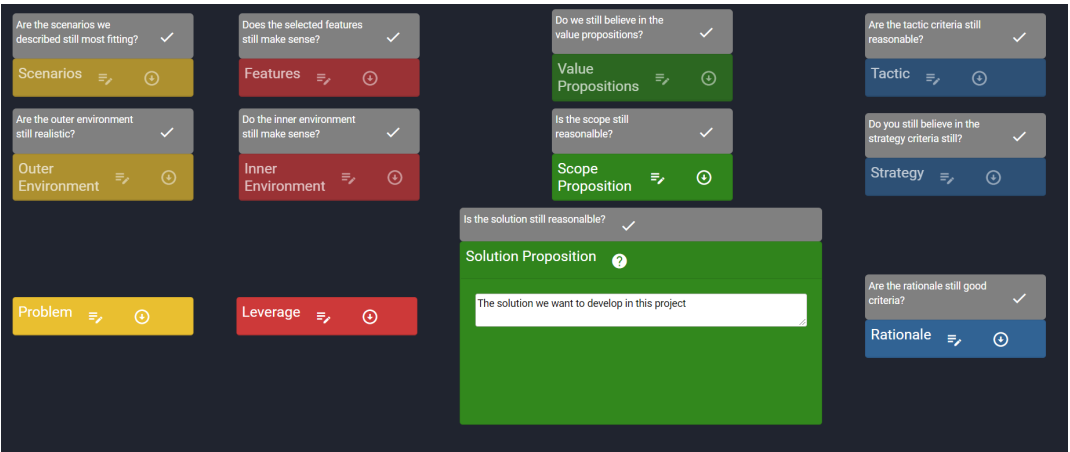 Are the scenarios we
described still most fitting?
Scenarios
Does the selected features
still make sense?
Features
Do we still believe in the
value propositions?
Value
Propositions
Are the tactic criteria still
reasonable?
Tactic
Are the outer environment
still realistic?
Outer
Environment
Do the inner environment
still make sense?
Inner
Environment
Is the scope still
reasonalble?
Scope
Proposition
Do you still believe in the
strategy criteria still?
Strategy
Is the solution still reasonalble?
Solution Proposition ?
The solution we want to develop in this project
Problem
Leverage
Are the rationale still good
criteria?
Rationale